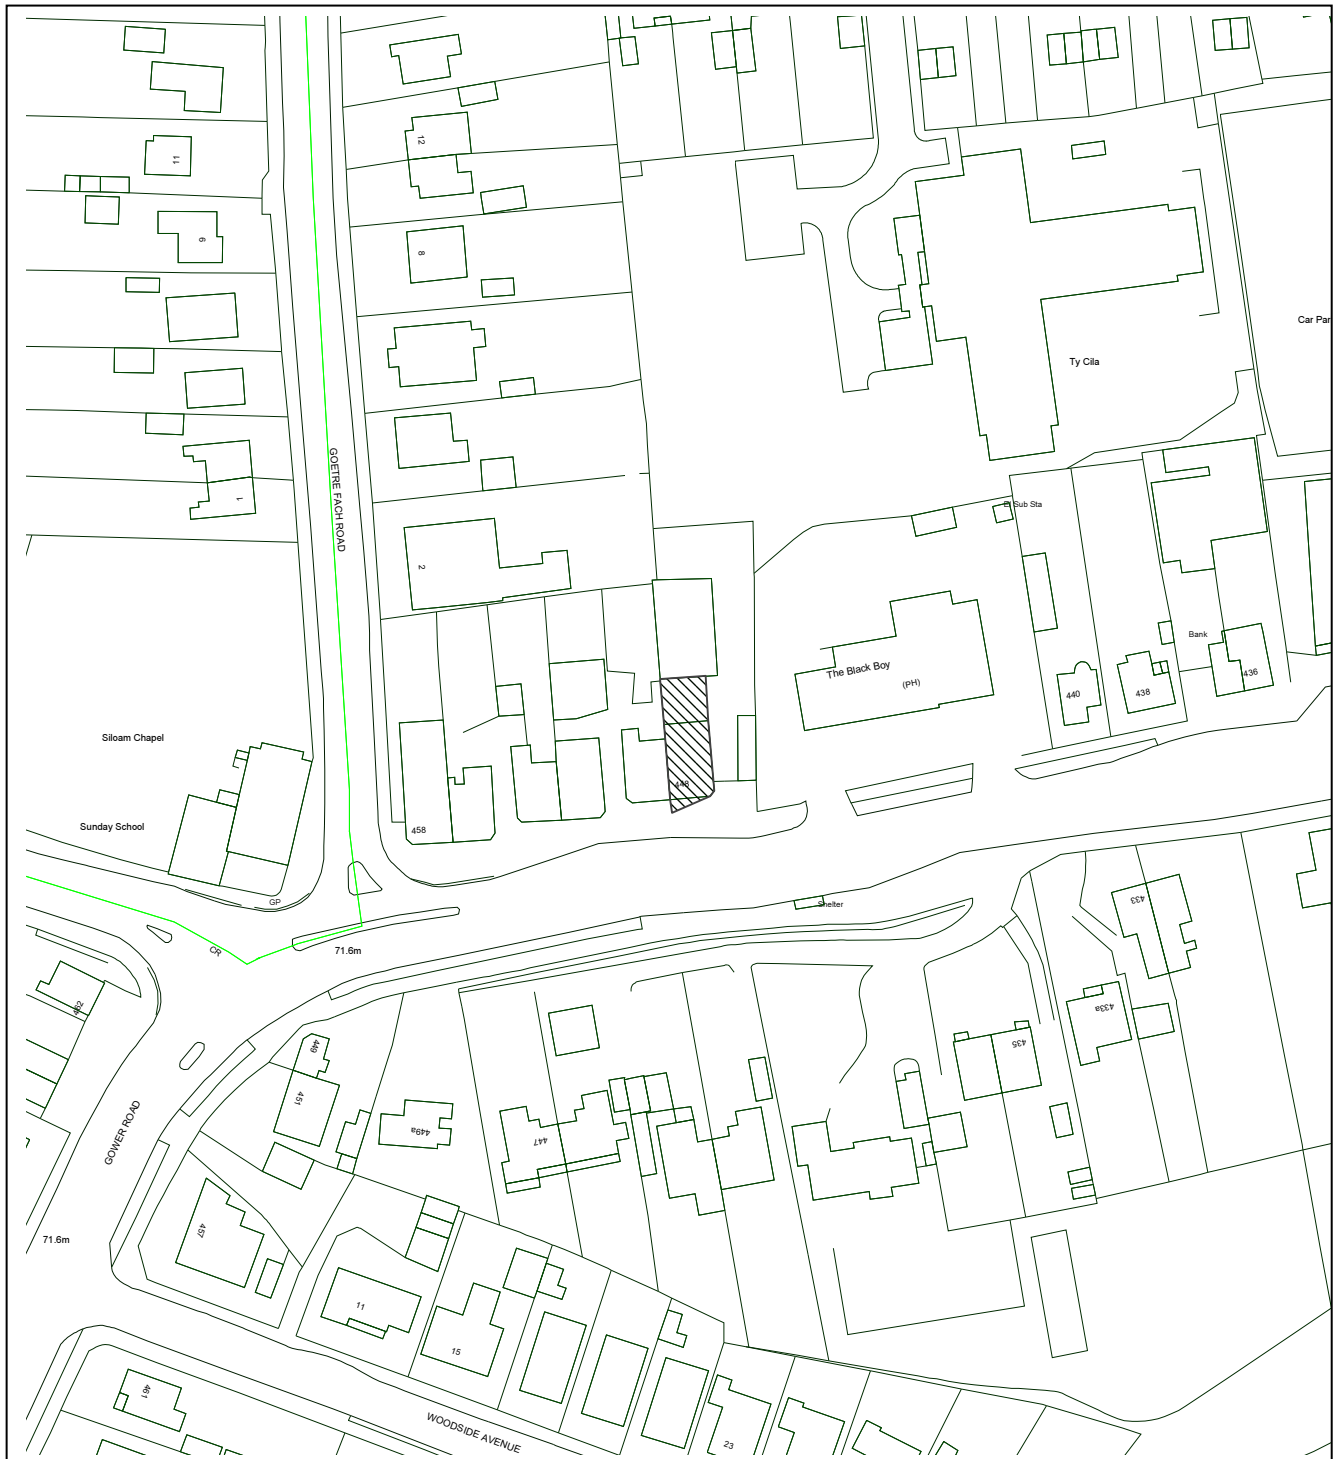 12
11
6
8
Car Par
Ty Cila
GOETRE FACH ROAD
1
El Sub Sta
2
Bank
The Black Boy
(PH)
440
438
436
Siloam Chapel
448
Sunday School
458
GP
Shelter
433
CR
71.6m
462
433a
435
449
451
449a
447
GOWER ROAD
457
71.6m
11
15
461
WOODSIDE AVENUE
23